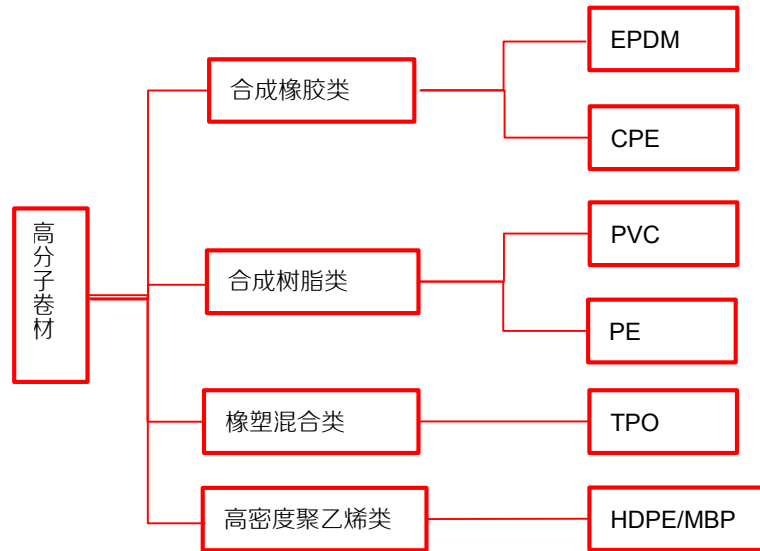 高分子卷材
合成橡胶类
EPDM
CPE
合成树脂类
PVC
PE
橡塑混合类
TPO
高密度聚乙烯类
HDPE/MBP